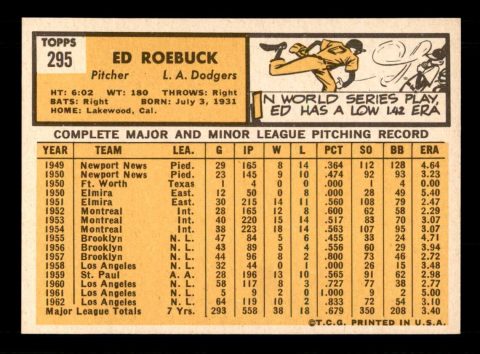 TOPPS
295
ED ROEBUCK
Pitcher L. A. Dodgers
HT: 6:02 WT: 180 THROWS: Right
BATS: Right BORN: July 3, 1931
HOME: Lakewood, Cal.
IN WORLD SERIES PLAY,
ED HAS A LOW 1.42 ERA
COMPLETE MAJOR AND MINOR LEAGUE PITCHING RECORD
YEAR TEAM LEA. G IP W L PCT SO BB ERA
1949 Newport News Pied. 29 165 8 14 .364 112 128 4.64
1950 Newport News Pied. 23 145 9 10 .474 92 93 3.23
1950 Ft. Worth Texas 1 4 0 0 .000 1 4 0.00
1950 Elmira East. 12 50 0 8 .000 28 49 5.40
1951 Elmira East. 30 215 14 11 .560 108 79 2.47
1952 Montreal Int. 28 165 12 8 .600 62 58 2.29
1953 Montreal Int. 40 220 15 14 .517 83 70 3.07
1954 Montreal Int. 38 223 18 14 .563 107 95 3.07
1955 Brooklyn N. L. 47 84 5 6 .455 33 24 4.71
1956 Brooklyn N. L. 43 89 5 4 .556 60 29 3.94
1957 Brooklyn N. L. 44 96 8 2 .800 73 46 2.72
1958 Los Angeles N. L. 32 44 0 1 .000 26 15 3.48
1959 St. Paul A. A. 28 196 13 10 .565 91 62 2.98
1960 Los Angeles N. L. 58 117 8 3 .727 77 38 2.77
1961 Los Angeles N. L. 5 9 2 0 1.000 9 2 5.00
1962 Los Angeles N. L. 64 119 10 2 .833 72 54 3.10
Major League Totals 7 Yrs. 293 558 38 18 .679 350 208 3.40
©T.C.G. PRINTED IN U.S.A.